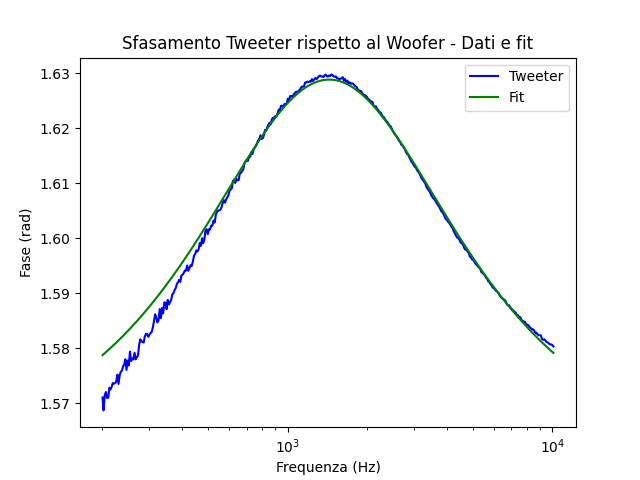 Sfasamento Tweeter rispetto al Woofer - Dati e fit
Tweeter
Fit
Fase (rad)
1.63
1.62
1.61
1.60
1.59
1.58
1.57
10³
10⁴
Frequenza (Hz)